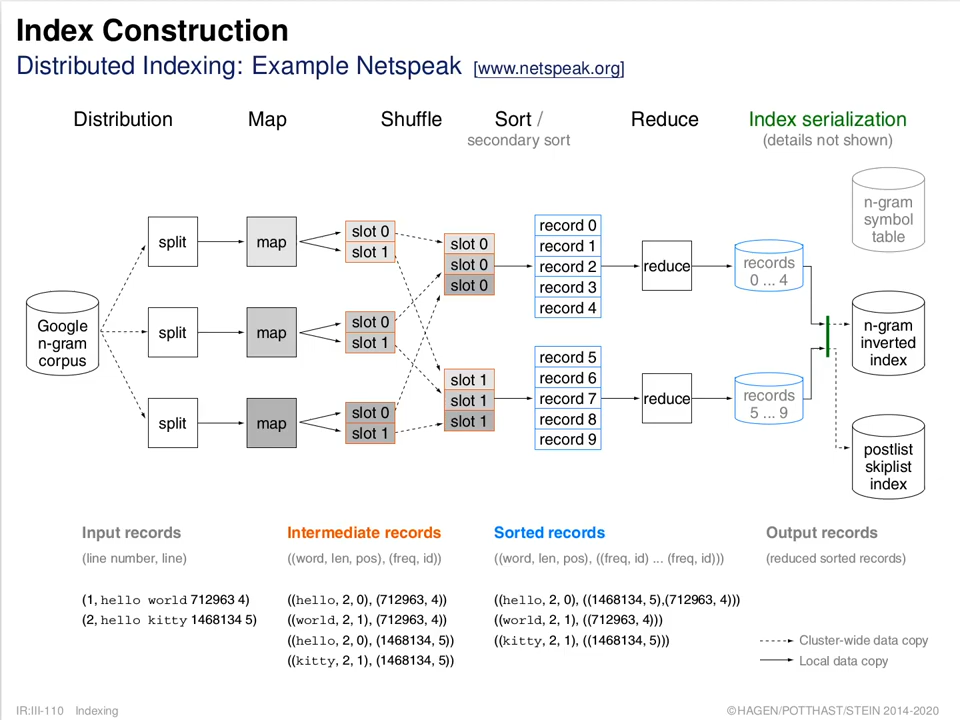 Index Construction
Distributed Indexing: Example Netspeak [www.netspeak.org]
Distribution Map Shuffle Sort / Reduce Index serialization
secondary sort (details not shown)
n-gram
symbol
table
split
map
slot 0
slot 1
slot 0
slot 0
slot 0
record 0
record 1
record 2
record 3
record 4
reduce
records
0 ... 4
Google
n-gram
corpus
split
map
slot 0
slot 1
n-gram
inverted
index
split
map
slot 0
slot 1
slot 1
slot 1
slot 1
record 5
record 6
record 7
record 8
record 9
reduce
records
5 ... 9
postlist
skiplist
index
Input records
(line number, line)
(1, hello world 712963 4)
(2, hello kitty 1468134 5)
Intermediate records
((word, len, pos), (freq, id))
((hello, 2, 0), (712963, 4))
((world, 2, 1), (712963, 4))
((hello, 2, 0), (1468134, 5))
((kitty, 2, 1), (1468134, 5))
Sorted records
((word, len, pos), ((freq, id) ... (freq, id)))
((hello, 2, 0), ((1468134, 5),(712963, 4)))
((world, 2, 1), ((712963, 4)))
((kitty, 2, 1), ((1468134, 5)))
Output records
(reduced sorted records)
Cluster-wide data copy
Local data copy
IR:III-110 Indexing ©HAGEN/POTTHAST/STEIN 2014-2020